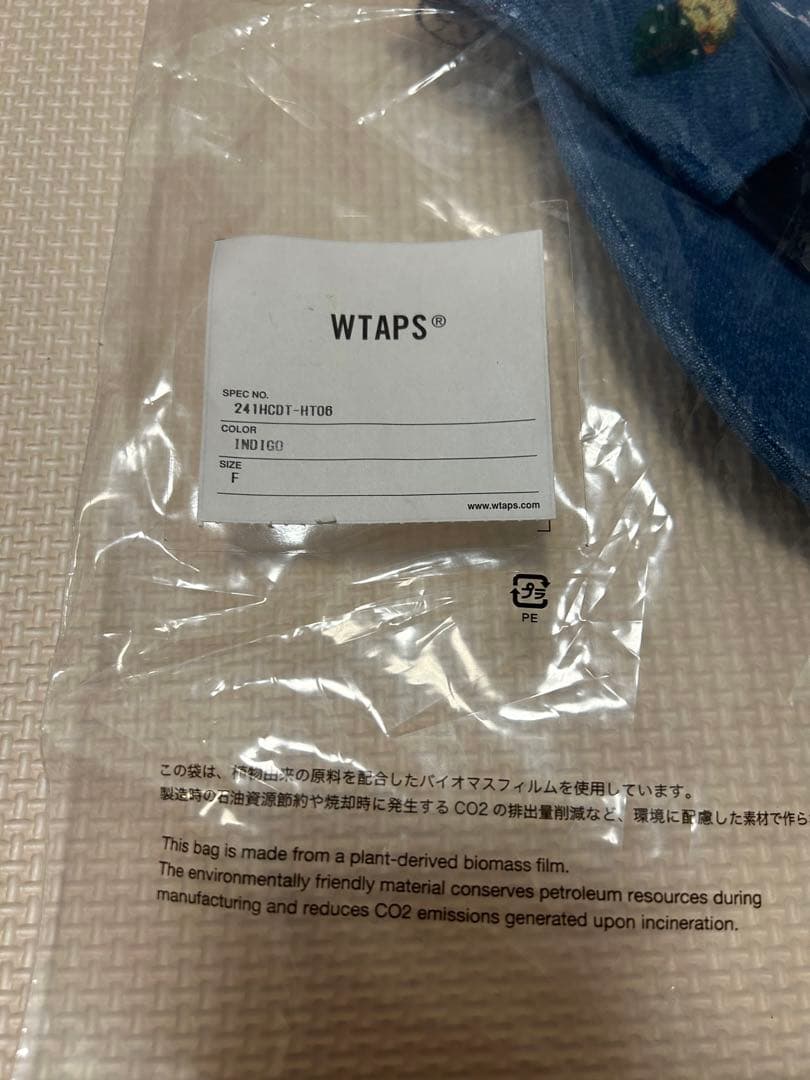 WTAPS®
SPEC NO.
241HCDT-HT06
COLOR
INDIGO
SIZE
F
www.wtaps.com
プラ
PE
この袋は、植物由来の原料を配合したバイオマスフィルムを使用しています。
製造時の石油資源節約や焼却時に発生するCO2の排出量削減など、環境に配慮した素材で作ら
This bag is made from a plant-derived biomass film.
The environmentally friendly material conserves petroleum resources during
manufacturing and reduces CO2 emissions generated upon incineration.